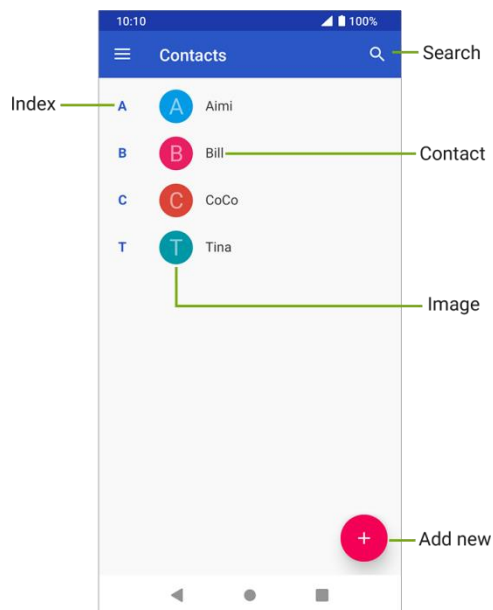 10:10 100%
Contacts Search
Index A A Aimi
B B Bill Contact
C C CoCo
T T Tina
Image
+ Add new